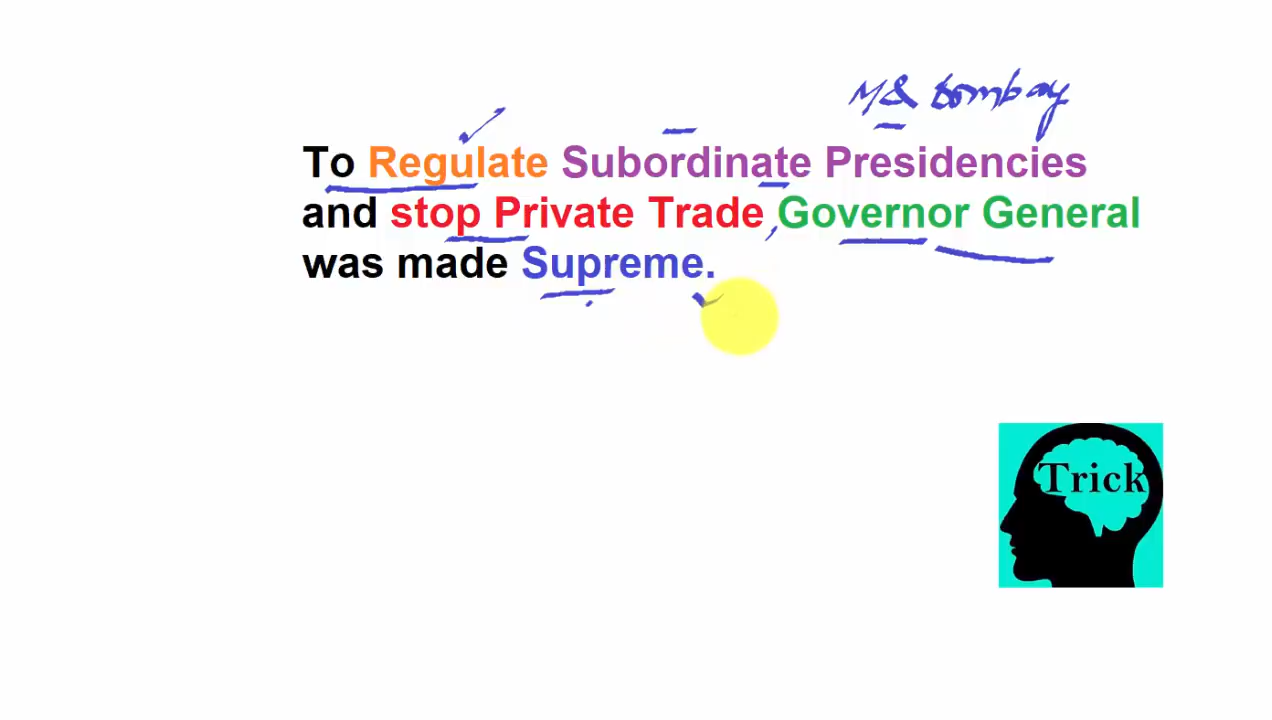 M & Bombay
To Regulate Subordinate Presidencies
and stop Private Trade, Governor General
was made Supreme.
Trick